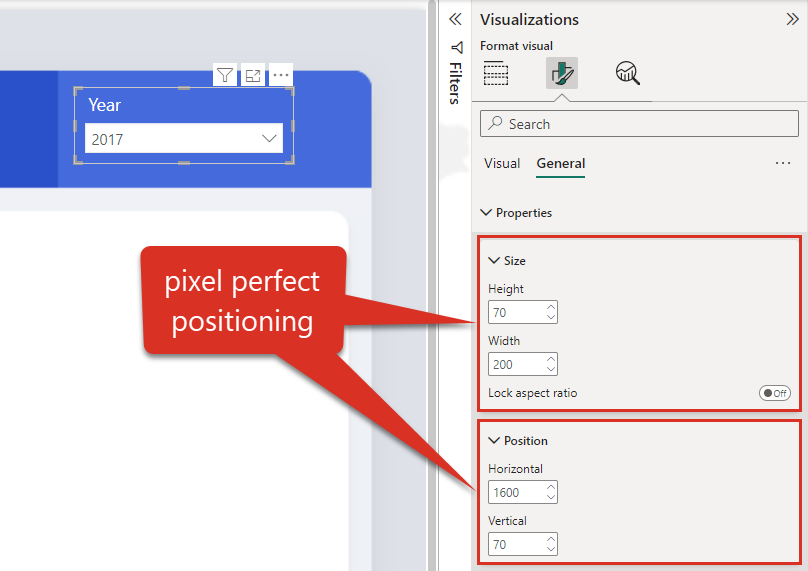 Year
2017
pixel perfect
positioning
Filters
Visualizations
Format visual
Search
Visual General
Properties
Size
Height
70
Width
200
Lock aspect ratio Off
Position
Horizontal
1600
Vertical
70